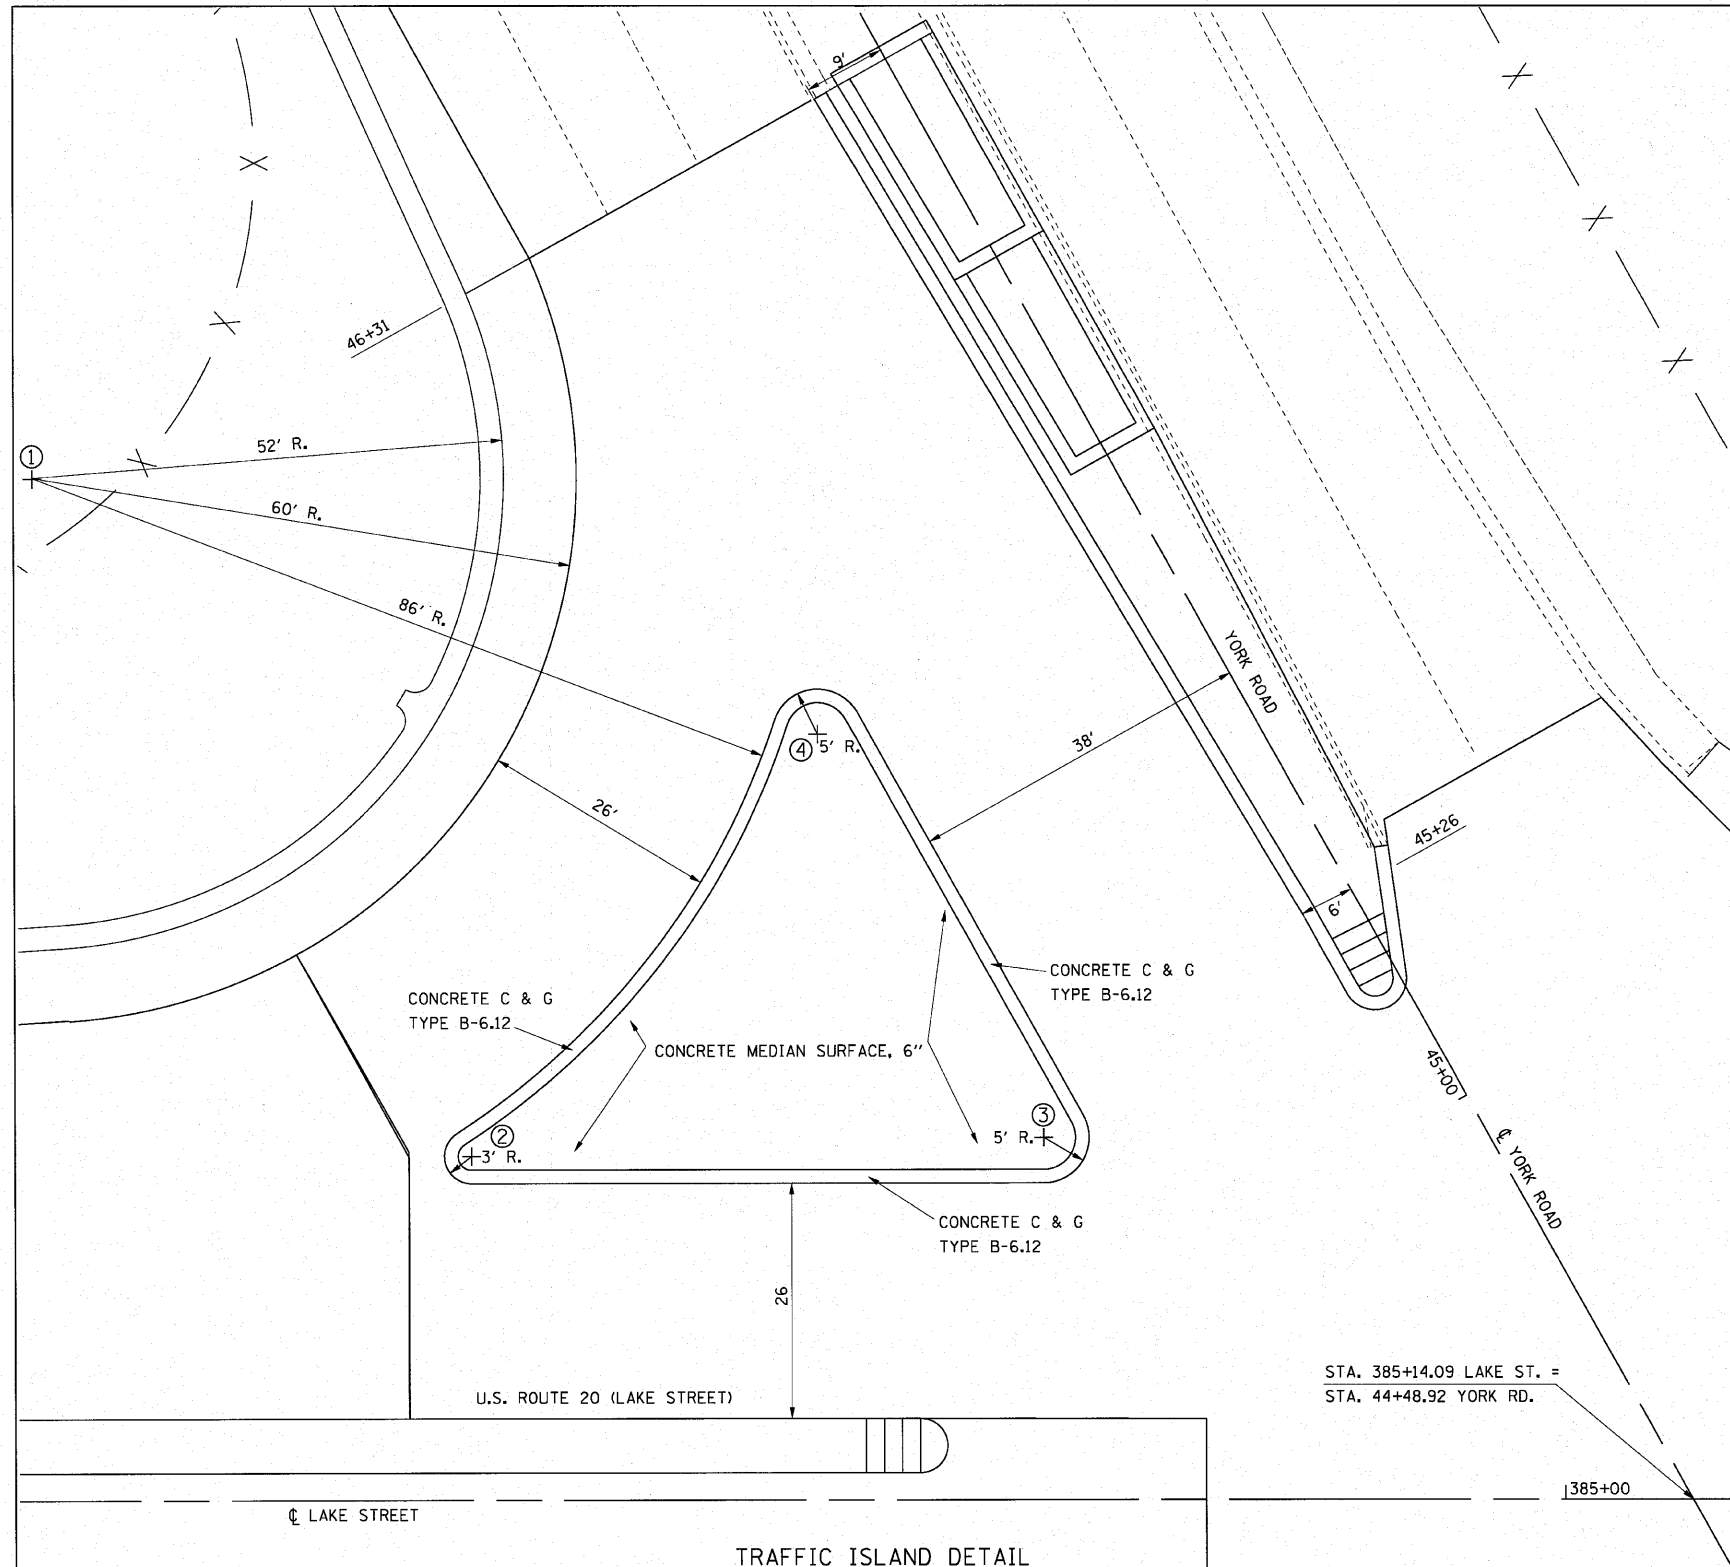 9'
46+31
①
52' R.
60' R.
86' R.
YORK ROAD
④
5' R.
38'
26'
45+26
6'
CONCRETE C & G
TYPE B-6.12
CONCRETE C & G
TYPE B-6.12
CONCRETE MEDIAN SURFACE, 6"
45+00
②
3' R.
③
5' R.
℄ YORK ROAD
CONCRETE C & G
TYPE B-6.12
26
STA. 385+14.09 LAKE ST. =
STA. 44+48.92 YORK RD.
U.S. ROUTE 20 (LAKE STREET)
385+00
℄ LAKE STREET
TRAFFIC ISLAND DETAIL